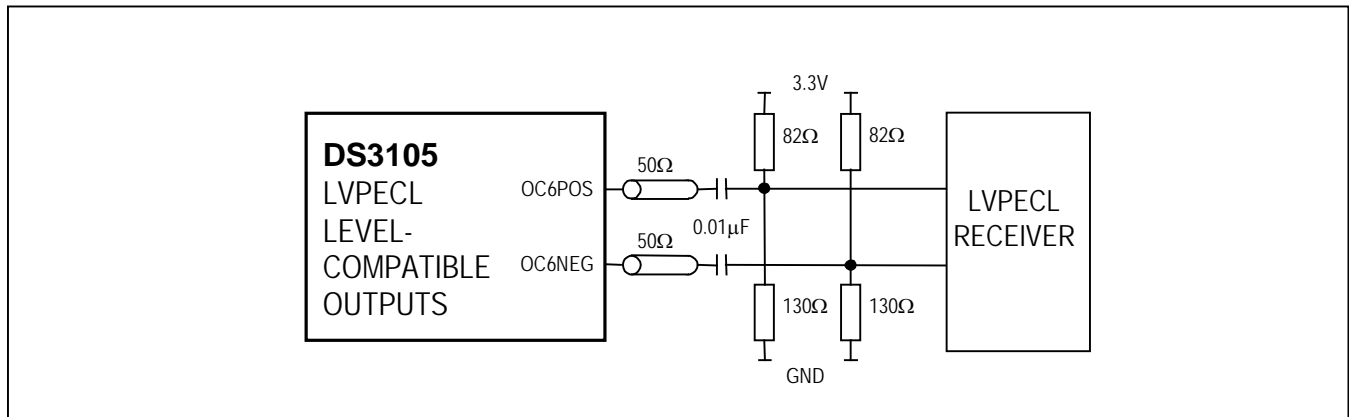 3.3V
82Ω
82Ω
DS3105
LVPECL
LEVEL-
COMPATIBLE
OUTPUTS
50Ω
OC6POS
0.01μF
50Ω
OC6NEG
LVPECL
RECEIVER
130Ω
130Ω
GND